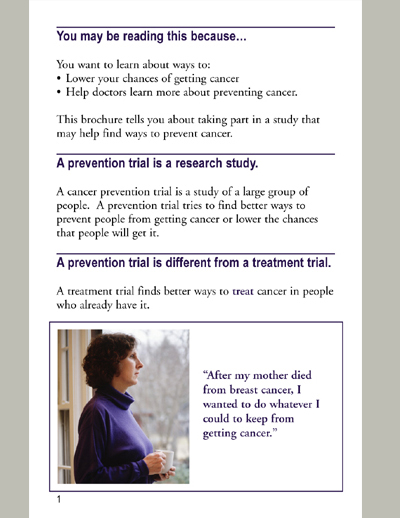 You may be reading this because…
You want to learn about ways to:
• Lower your chances of getting cancer
• Help doctors learn more about preventing cancer.
This brochure tells you about taking part in a study that
may help find ways to prevent cancer.
A prevention trial is a research study.
A cancer prevention trial is a study of a large group of
people.  A prevention trial tries to find better ways to
prevent people from getting cancer or lower the chances
that people will get it.
A prevention trial is different from a treatment trial.
A treatment trial finds better ways to treat cancer in people
who already have it.
“After my mother died
from breast cancer, I
wanted to do whatever I
could to keep from
getting cancer.”
1